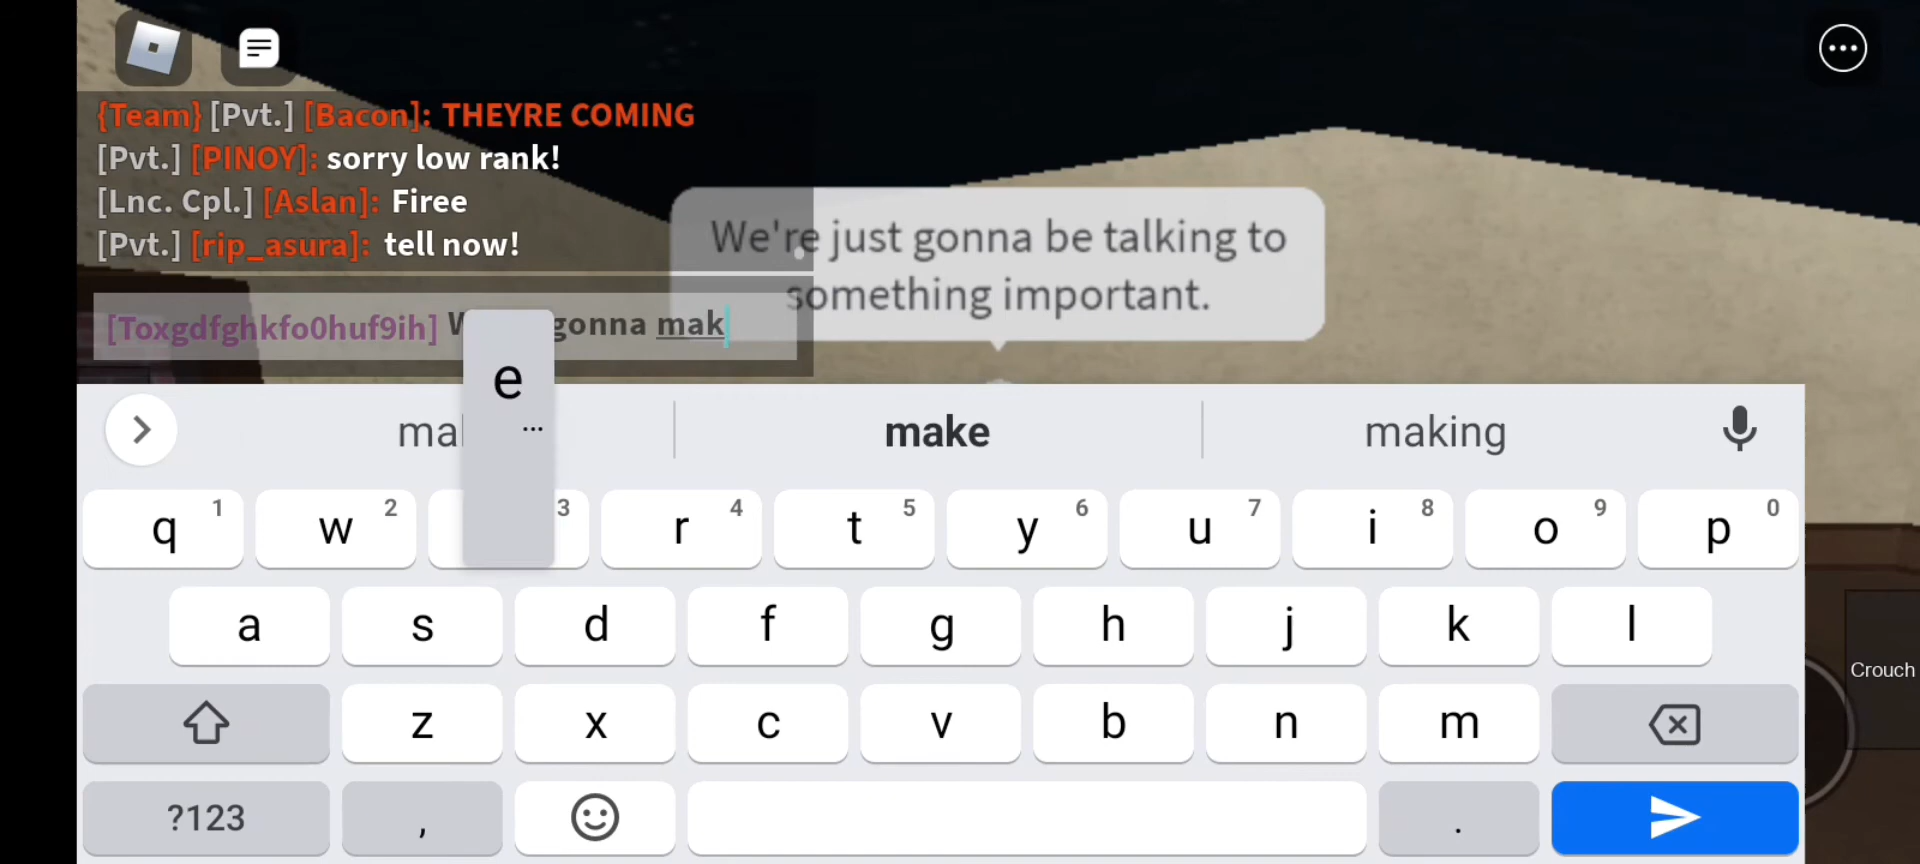 {Team} [Pvt.] [Bacon]: THEYRE COMING
[Pvt.] [PINOY]: sorry low rank!
[Lnc. Cpl.] [Aslan]: Firee
[Pvt.] [rip_asura]: tell now!
We're just gonna be talking to
something important.
[Toxgdfghkfo0huf9ih] gonna mak
e
...
make
making
q 1 w 2 3 r 4 t 5 y 6 u 7 i 8 o 9 p 0
a s d f g h j k l
Crouch
z x c v b n m
?123 , .